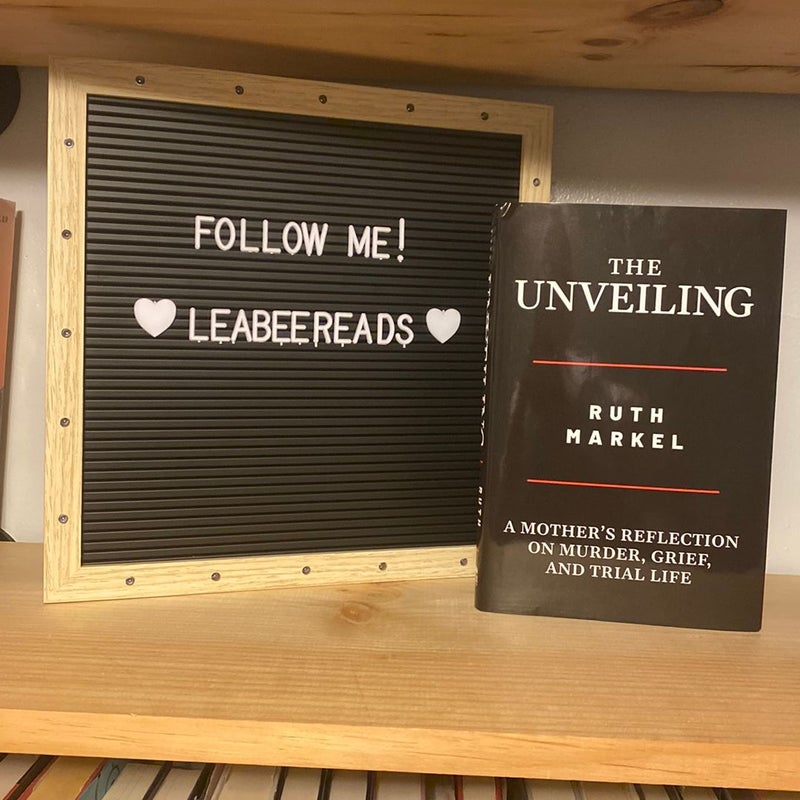 FOLLOW ME!
LEABEEREADS
THE
UNVEILING
RUTH
MARKEL
A MOTHER'S REFLECTION
ON MURDER, GRIEF,
AND TRIAL LIFE